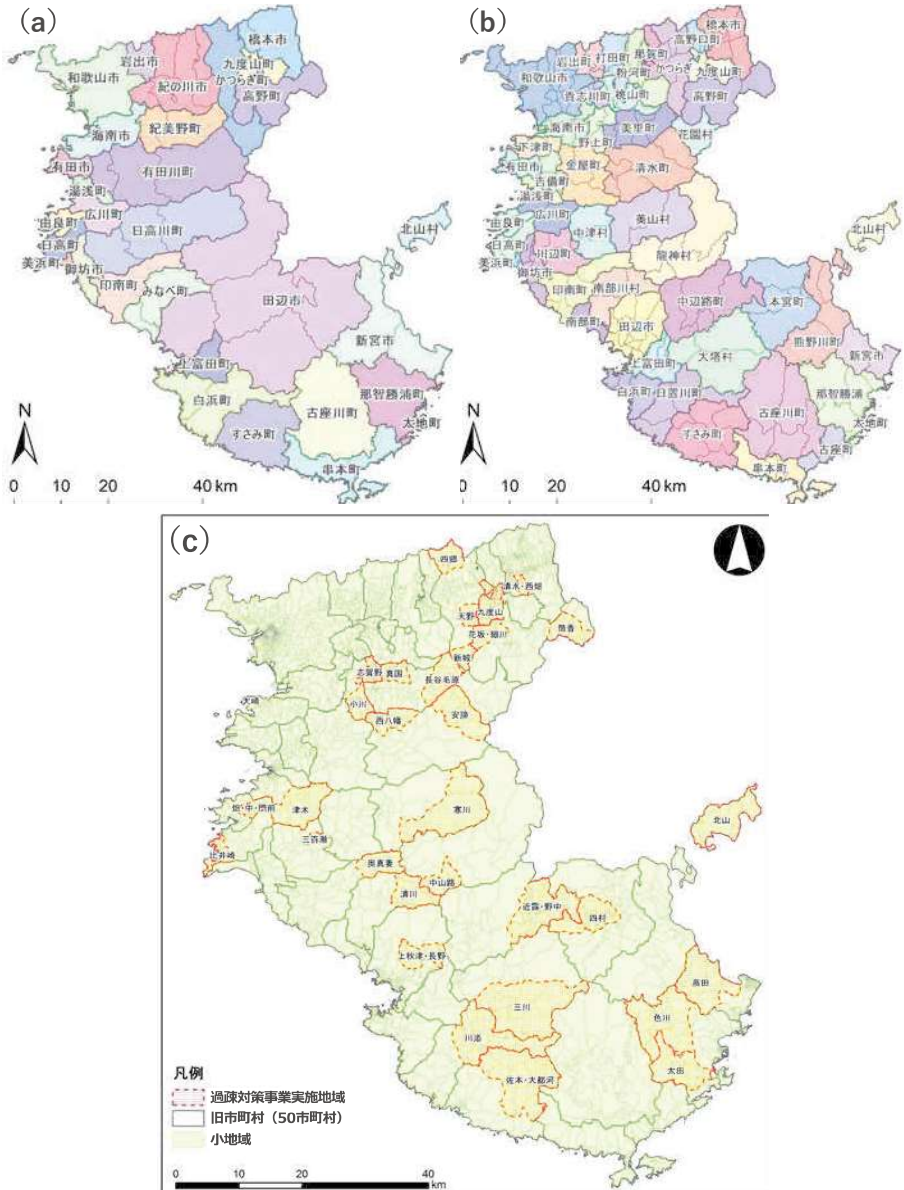 (a)
橋本市
岩出市
九度山町
和歌山市
かつらぎ町
紀の川市
高野町
紀美野町
海南市
有田川町
有田市
湯浅町
広川町
北山村
由良町
日高川町
日高町
美浜町
御坊市
印南町
みなべ町
田辺市
新宮市
上富田町
那智勝浦町
白浜町
古座川町
太地町
すさみ町
串本町
N
0 10 20 40 km
(b)
橋本市
高野口町
那賀町
岩出町
打田町
かつらぎ
粉河町
九度山町
和歌山市
桃山町
貴志川町
高野町
海南市
美里町
花園村
野上町
下津町
金屋町
清水町
有田市
吉備町
湯浅町
広川町
由良町
美山村
北山村
中津村
日高町
川辺町
龍神村
美浜町
御坊市
印南町
南部川村
中辺路町
本宮町
南部町
田辺市
熊野川町
大塔村
新宮市
上富田町
白浜町
日置川町
古座川町
那智勝浦
太地町
すさみ町
古座町
串本町
N
0 10 20 40 km
(c)
四郷
清水・西畑
天野
九度山
花坂・細川
筒香
新城
志賀野
真国
長谷毛原
大崎
小川
西八幡
安諦
津木
寒川
北山
三百瀬
比井崎
奥真妻
中山路
清川
近露・野中
四村
上秋津・長野
高田
三川
色川
川添
太田
佐本・大都河
凡例
過疎対策事業実施地域
旧市町村（50市町村）
小地域
0 10 20 40
km